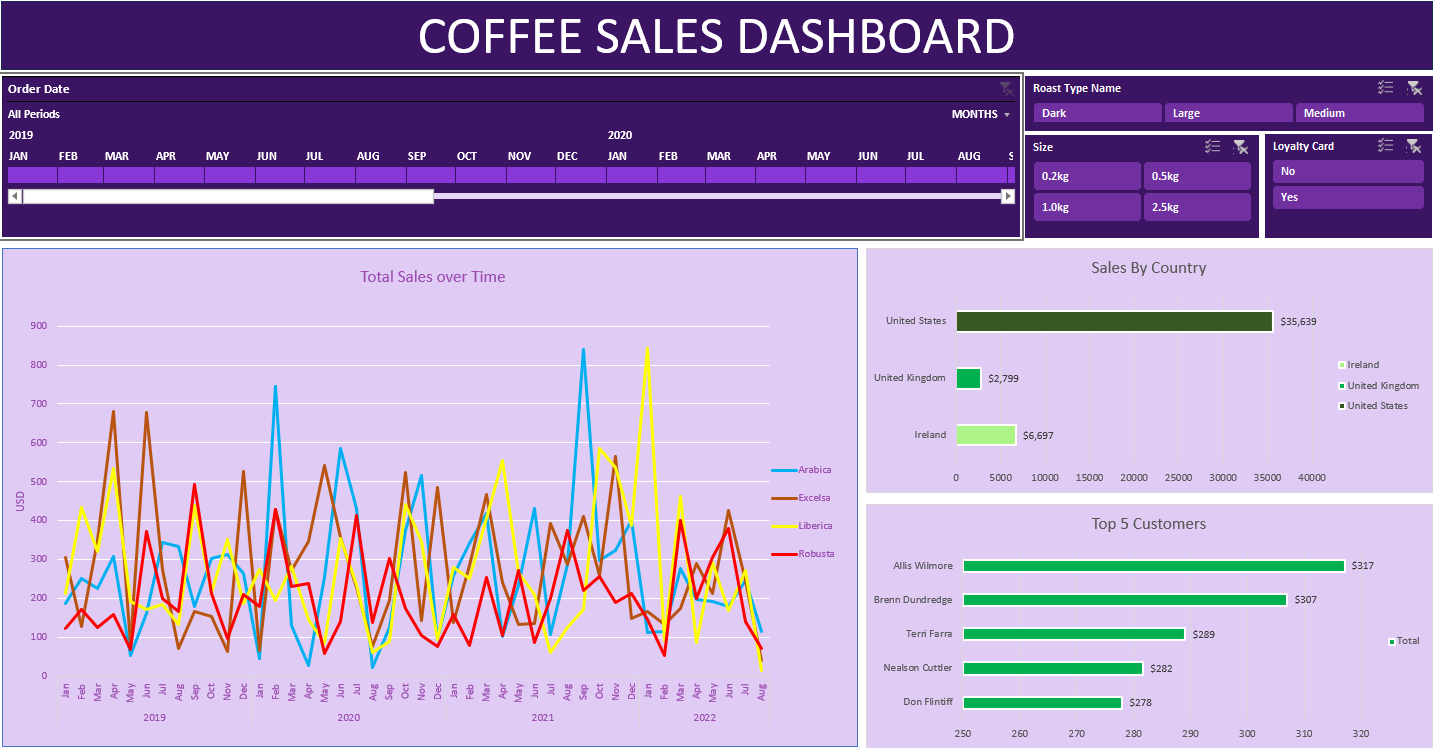 COFFEE SALES DASHBOARD
Order Date
All Periods
MONTHS
2019 2020
JAN FEB MAR APR MAY JUN JUL AUG SEP OCT NOV DEC JAN FEB MAR APR MAY JUN JUL AUG S
Roast Type Name
Dark Large Medium
Size
0.2kg 0.5kg
1.0kg 2.5kg
Loyalty Card
No
Yes
Total Sales over Time
900
800
700
600
500
400
300
200
100
0
USD
Jan Feb Mar Apr May Jun Jul Aug Sep Oct Nov Dec Jan Feb Mar Apr May Jun Jul Aug Sep Oct Nov Dec Jan Feb Mar Apr May Jun Jul Aug Sep Oct Nov Dec Jan Feb Mar Apr May Jun Jul Aug
2019 2020 2021 2022
Arabica
Excelsa
Liberica
Robusta
Sales By Country
United States $35,639
United Kingdom $2,799
Ireland $6,697
0 5000 10000 15000 20000 25000 30000 35000 40000
Ireland
United Kingdom
United States
Top 5 Customers
Allis Wilmore $317
Brenn Dundredge $307
Terri Farra $289
Nealson Cuttler $282
Don Flintiff $278
250 260 270 280 290 300 310 320
Total